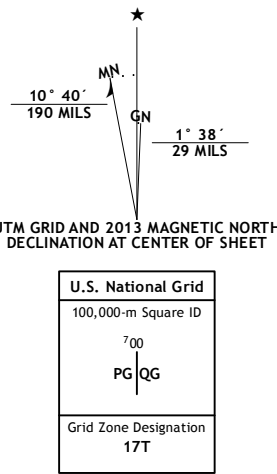 ★
MN
GN
10° 40´
190 MILS
1° 38´
29 MILS
UTM GRID AND 2013 MAGNETIC NORTH
DECLINATION AT CENTER OF SHEET
U.S. National Grid
100,000-m Square ID
⁷00
PG QG
Grid Zone Designation
17T